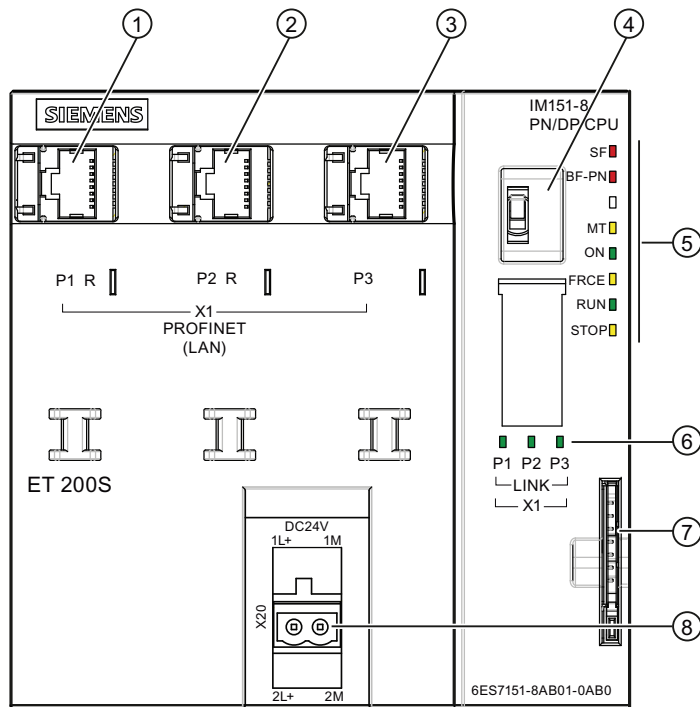 1 2 3 4
SIEMENS
IM151-8
PN/DP CPU
SF
BF-PN
MT
ON
FRCE
RUN
STOP
5
P1 R P2 R P3
X1
PROFINET
(LAN)
6
P1 P2 P3
LINK
X1
ET 200S
7
DC24V
1L+ 1M
X20
8
2L+ 2M
6ES7151-8AB01-0AB0